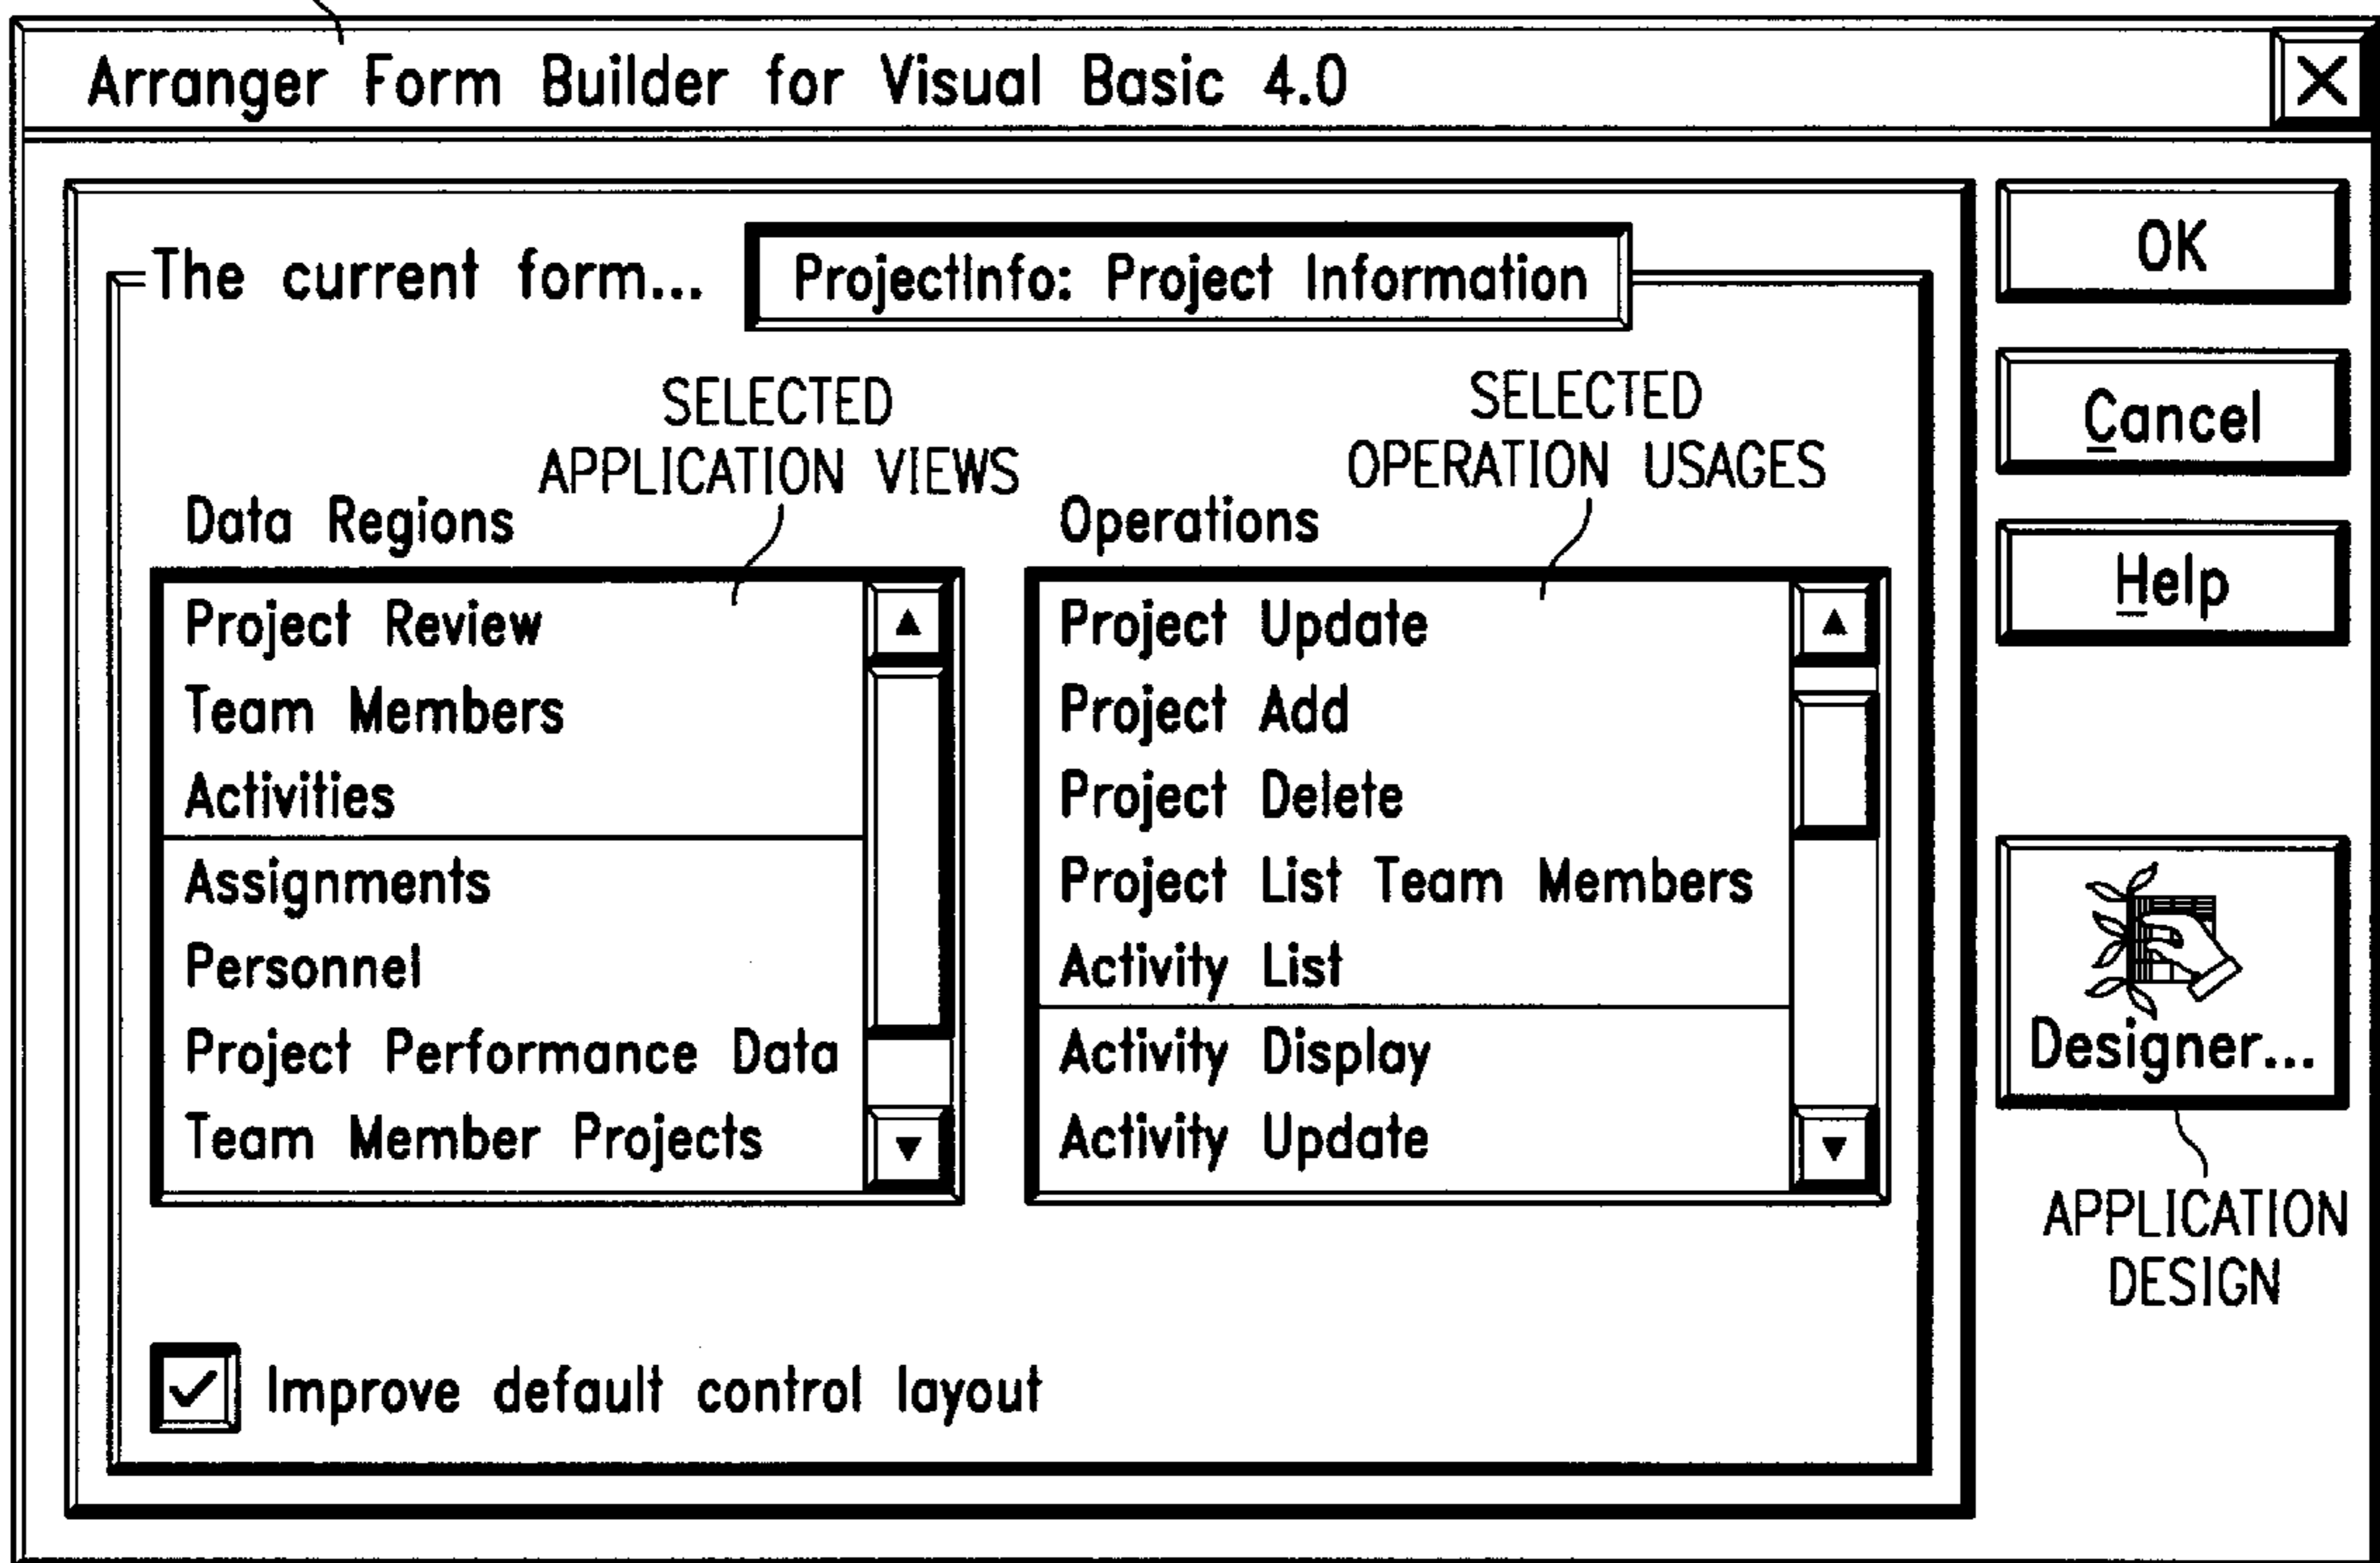 Arranger Form Builder for Visual Basic 4.0
The current form... ProjectInfo: Project Information
OK
Cancel
Help
SELECTED
APPLICATION VIEWS
SELECTED
OPERATION USAGES
Data Regions
Project Review
Team Members
Activities
Assignments
Personnel
Project Performance Data
Team Member Projects
Operations
Project Update
Project Add
Project Delete
Project List Team Members
Activity List
Activity Display
Activity Update
Designer...
APPLICATION
DESIGN
Improve default control layout